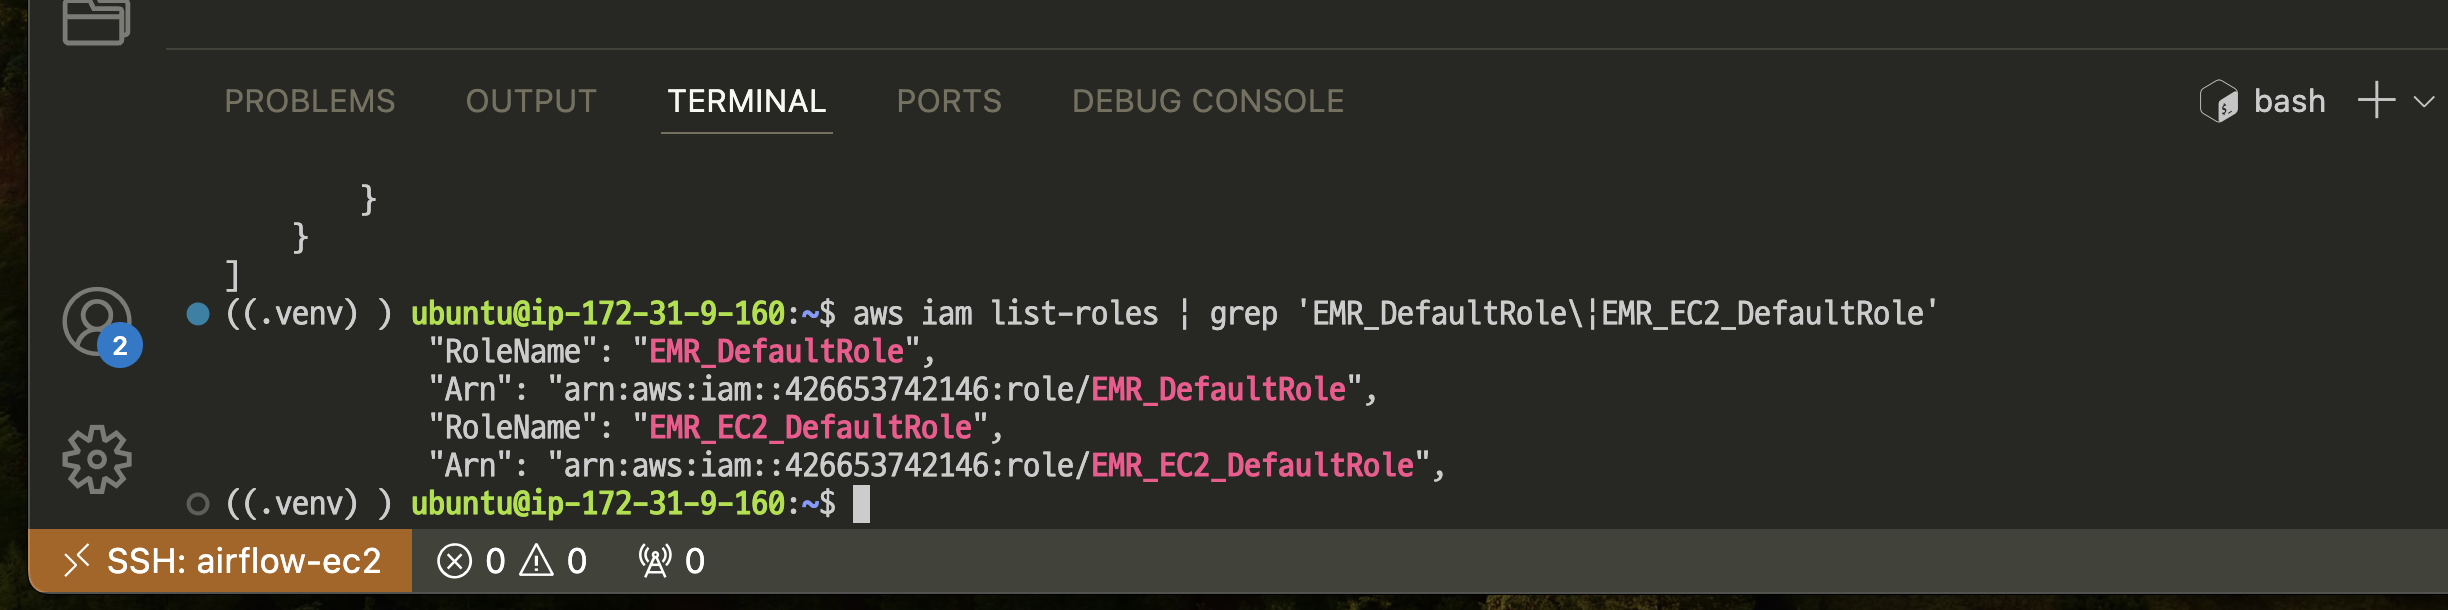 PROBLEMS OUTPUT TERMINAL PORTS DEBUG CONSOLE bash
}
}
]
((.venv) ) ubuntu@ip-172-31-9-160:~$ aws iam list-roles | grep 'EMR_DefaultRole\|EMR_EC2_DefaultRole'
"RoleName": "EMR_DefaultRole",
"Arn": "arn:aws:iam::426653742146:role/EMR_DefaultRole",
"RoleName": "EMR_EC2_DefaultRole",
"Arn": "arn:aws:iam::426653742146:role/EMR_EC2_DefaultRole",
((.venv) ) ubuntu@ip-172-31-9-160:~$
2
SSH: airflow-ec2 0 0 0